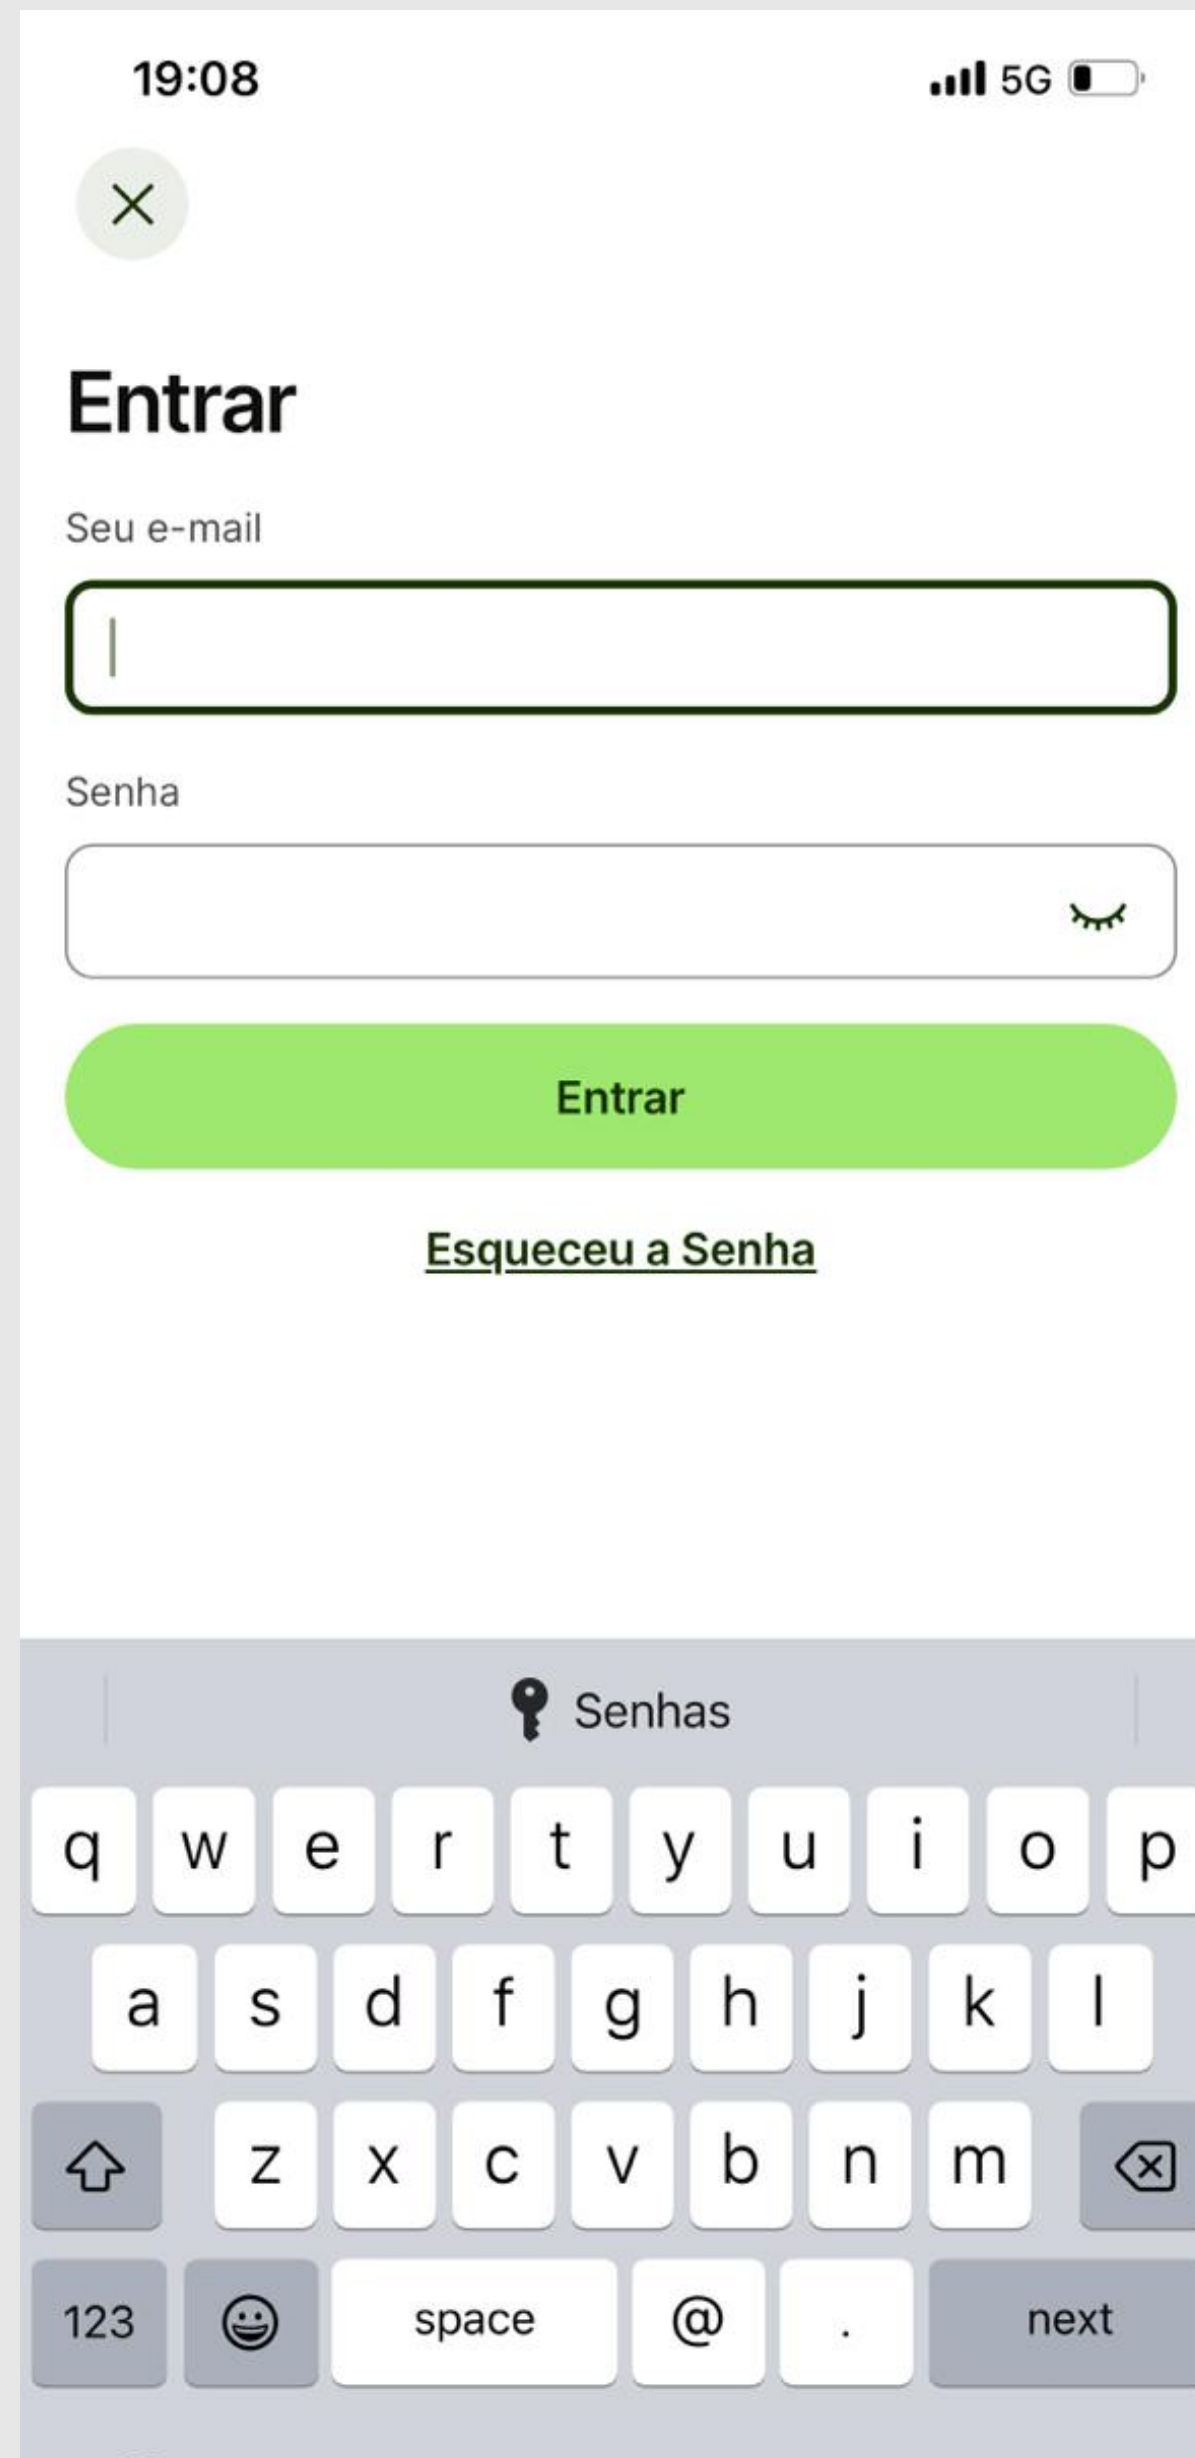 19:08 5G
Entrar
Seu e-mail
Senha
Entrar
Esqueceu a Senha
Senhas
q w e r t y u i o p
a s d f g h j k l
z x c v b n m
123 space @ . next